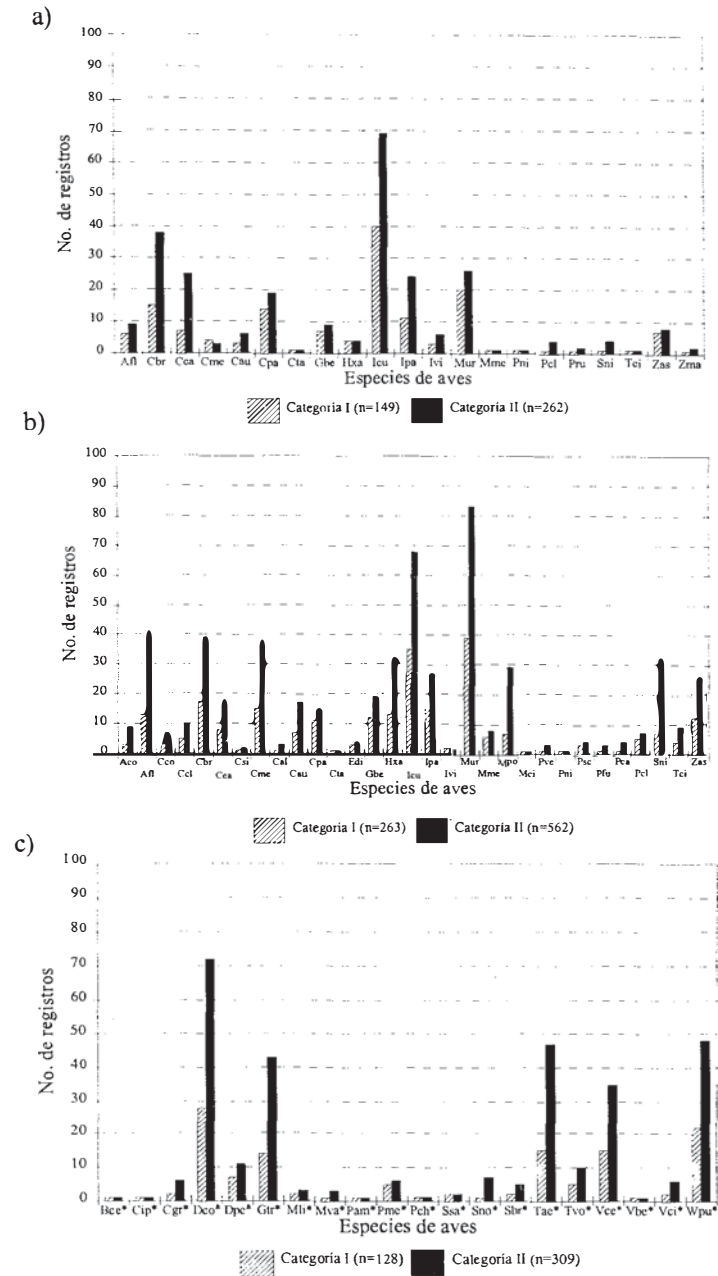 a)
100
90
80
70
60
50
40
30
20
10
0
No. de registros
Afl Cbr Cea Cme Cau Cpa Cta Gbe Hxa Icu Ipa Ivi Mur Mme Pni Pcl Pru Sni Tci Zas Zma
Especies de aves
Categoria I (n=149) Categoría II (n=262)
b)
100
90
80
70
60
50
40
30
20
10
0
No. de registros
Aco Cco Cbr Csi Cal Cpa Edi Hxa Ipa Mur Mpo Pve Psc Pca Sni Zas
Afl Ccl Cea Cme Cau Cta Gbe Icu Ivi Mme Mci Pni Pfu Pcl Tci
Especies de aves
Categoria I (n=263) Categoría II (n=562)
c)
100
90
80
70
60
50
40
30
20
10
0
No. de registros
Bce* Cip* Cgr* Dco* Dpe* Gtr* Mli* Mva* Pam* Pme* Pch* Ssa* Sno* Sbr* Tae* Tvo* Vce* Vbe* Vci* Wpu*
Especies de aves
Categoria I (n=128) Categoría II (n=309)